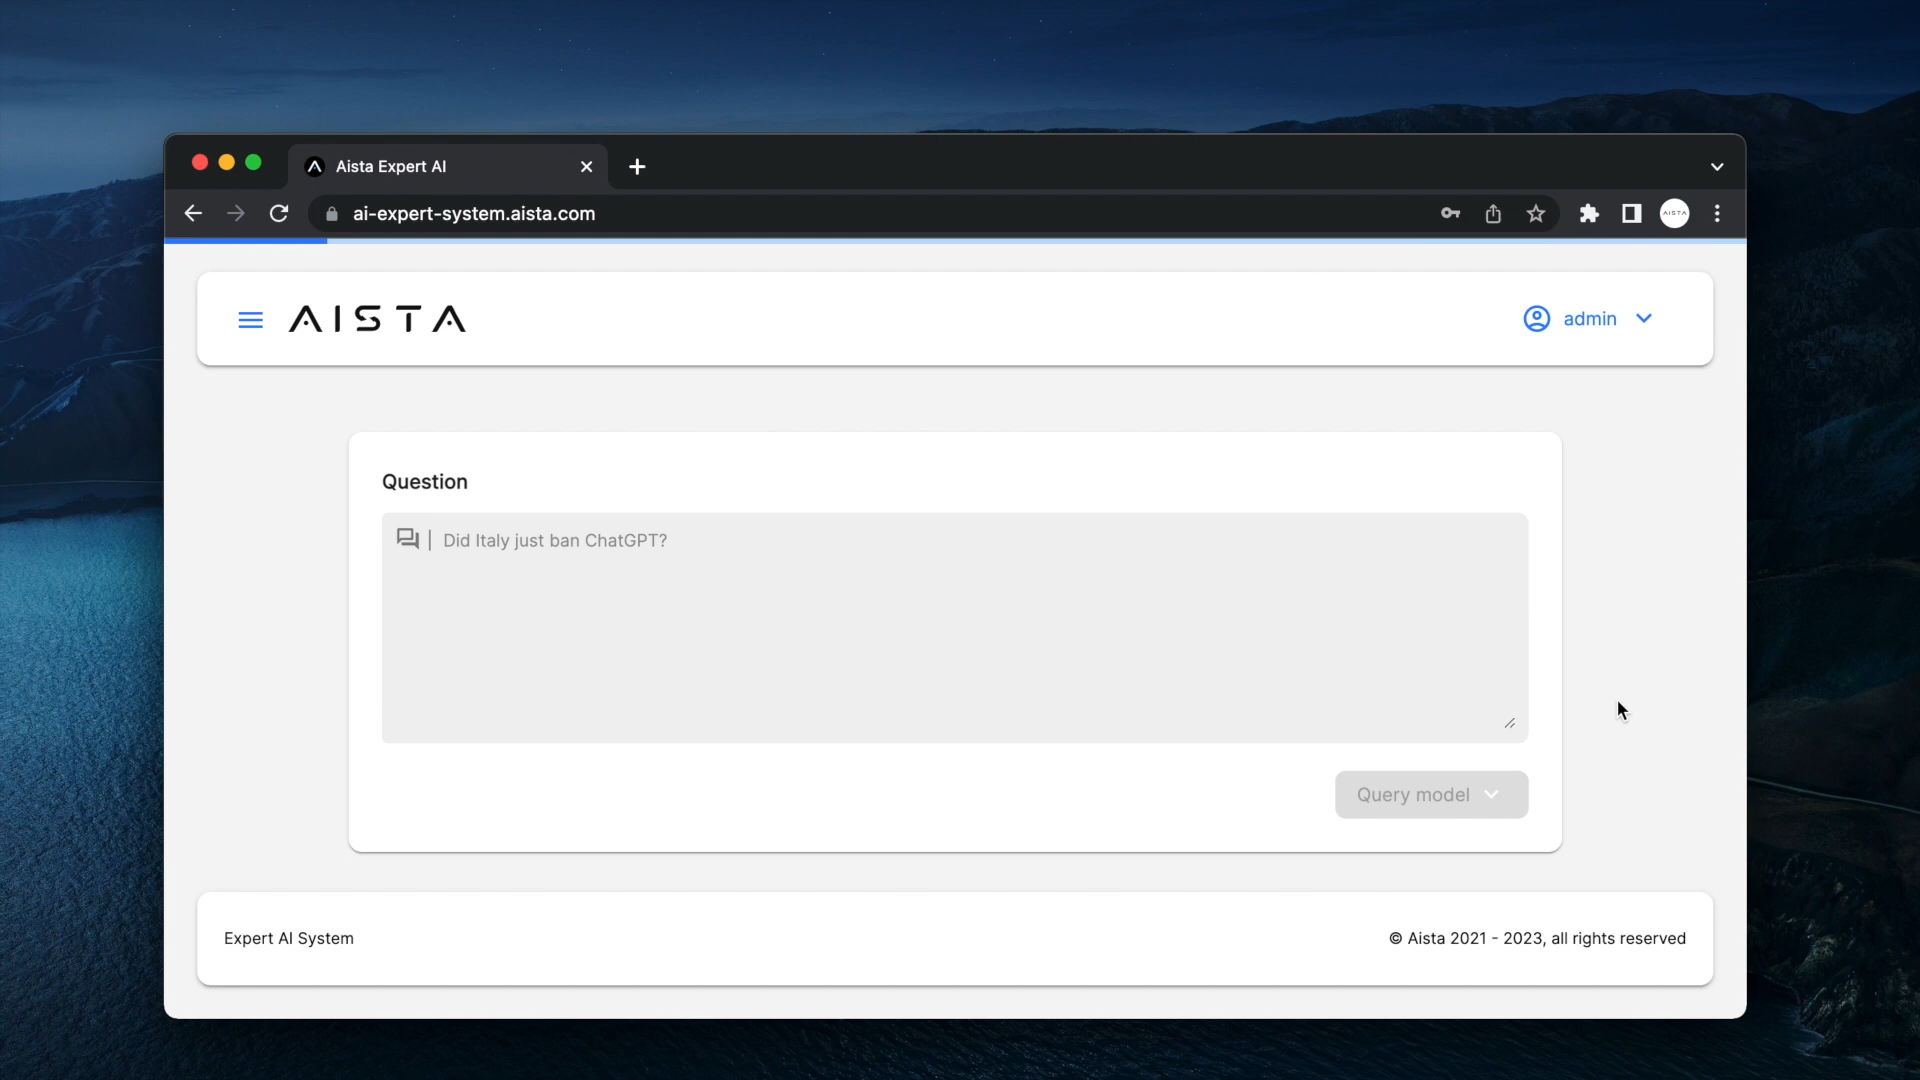 Aista Expert AI
ai-expert-system.aista.com
AISTA
AISTA
admin
Question
Did Italy just ban ChatGPT?
Query model
Expert AI System
© Aista 2021 - 2023, all rights reserved